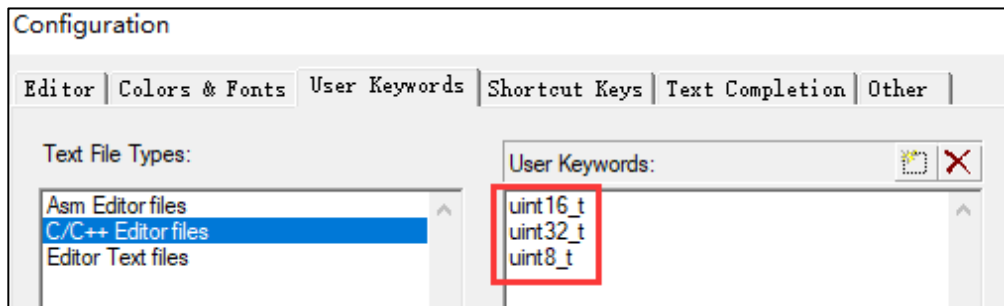 Configuration
Editor
Colors & Fonts
User Keywords
Shortcut Keys
Text Completion
Other
Text File Types:
User Keywords:
Asm Editor files
C/C++ Editor files
Editor Text files
uint16_t
uint32_t
uint8_t